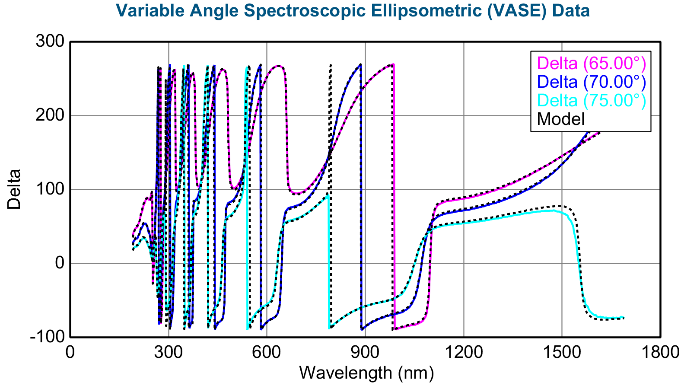 Variable Angle Spectroscopic Ellipsometric (VASE) Data
300
200
100
0
-100
Delta
Delta (65.00°)
Delta (70.00°)
Delta (75.00°)
Model
0 300 600 900 1200 1500 1800
Wavelength (nm)